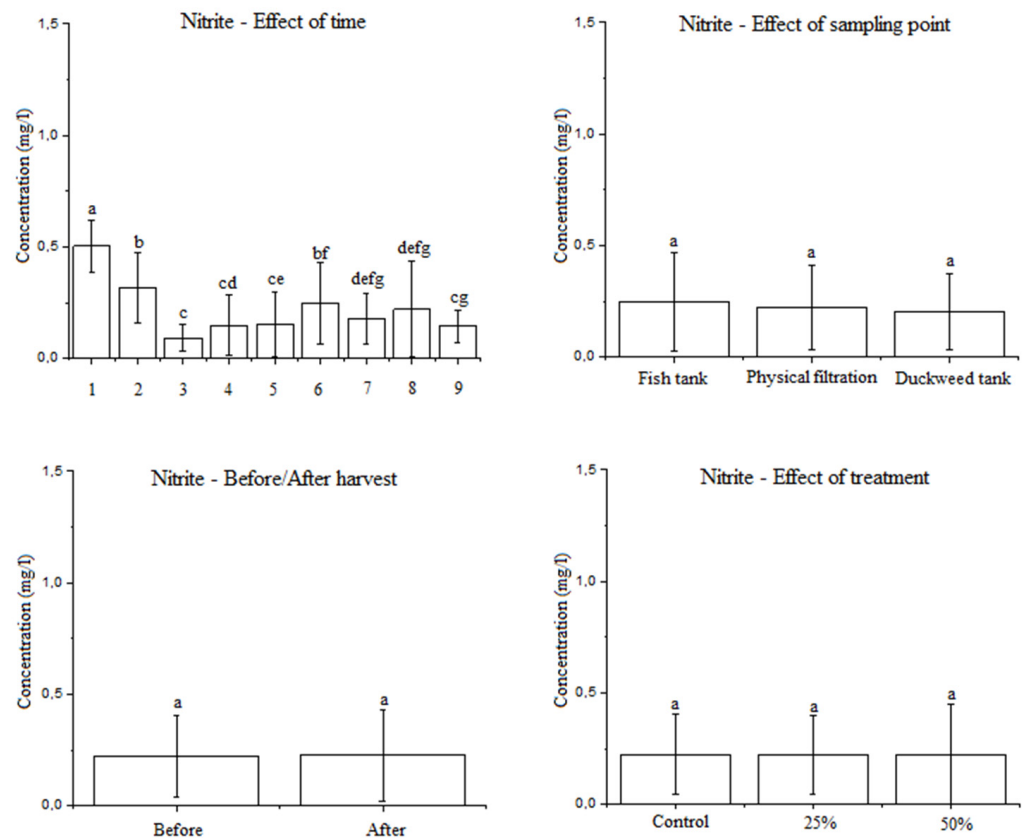 Nitrite - Effect of time
Concentration (mg/l)
1,5
1,0
0,5
0,0
a
b
c
cd
ce
bf
defg
defg
cg
1 2 3 4 5 6 7 8 9
Nitrite - Effect of sampling point
Concentration (mg/l)
1,5
1,0
0,5
0,0
a a a
Fish tank Physical filtration Duckweed tank
Nitrite - Before/After harvest
Concentration (mg/l)
1,5
1,0
0,5
0,0
a a
Before After
Nitrite - Effect of treatment
Concentration (mg/l)
1,5
1,0
0,5
0,0
a a a
Control 25% 50%